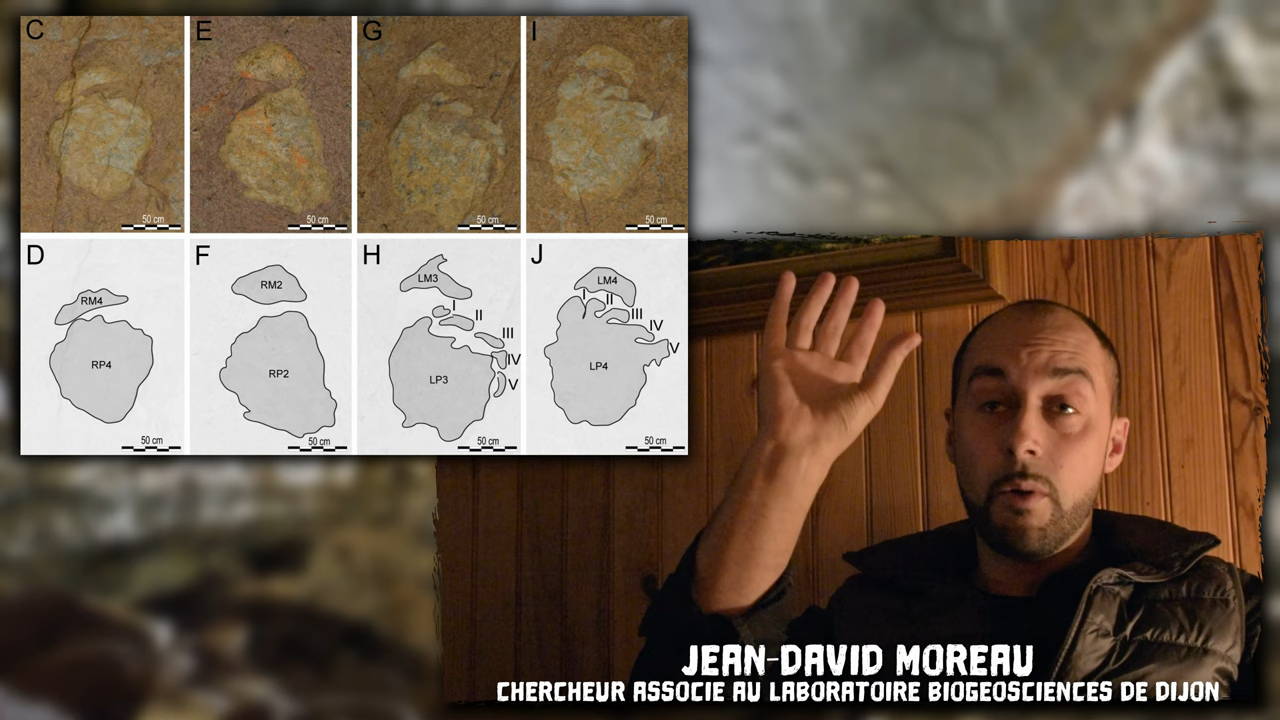 C E G I
50 cm 50 cm 50 cm 50 cm
D F H J
RM4 RM2 LM3 LM4
I II III IV V
I II III IV V
RP4 RP2 LP3 LP4
50 cm 50 cm 50 cm 50 cm
JEAN-DAVID MOREAU
CHERCHEUR ASSOCIE AU LABORATOIRE BIOGEOSCIENCES DE DIJON